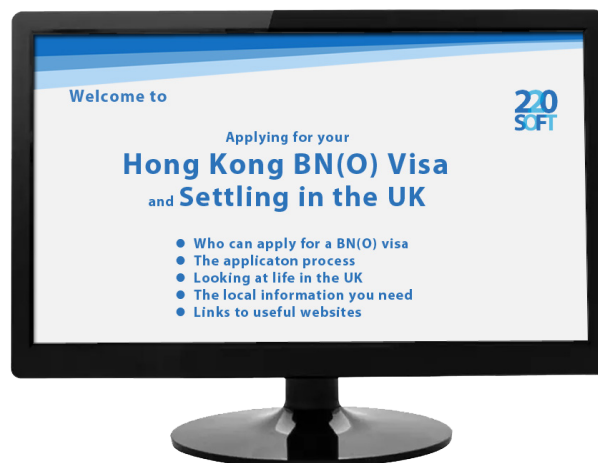 Welcome to
220
SOFT
Applying for your
Hong Kong BN(O) Visa
and Settling in the UK
Who can apply for a BN(O) visa
The applicaton process
Looking at life in the UK
The local information you need
Links to useful websites